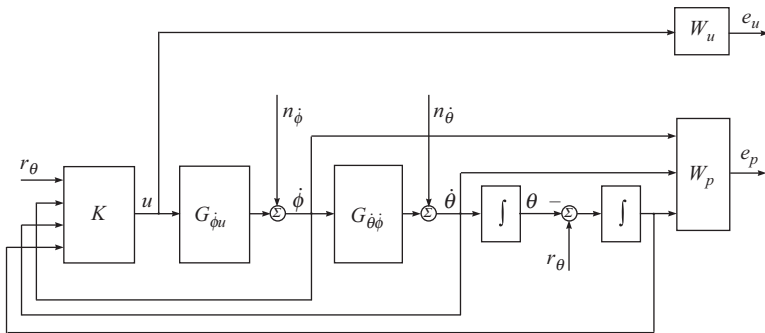 W_u
e_u
n_φ̇
n_θ̇
r_θ
K
u
G_φ̇u
Σ
φ̇
G_θ̇φ̇
Σ
θ̇
∫
θ
−
Σ
r_θ
∫
W_p
e_p